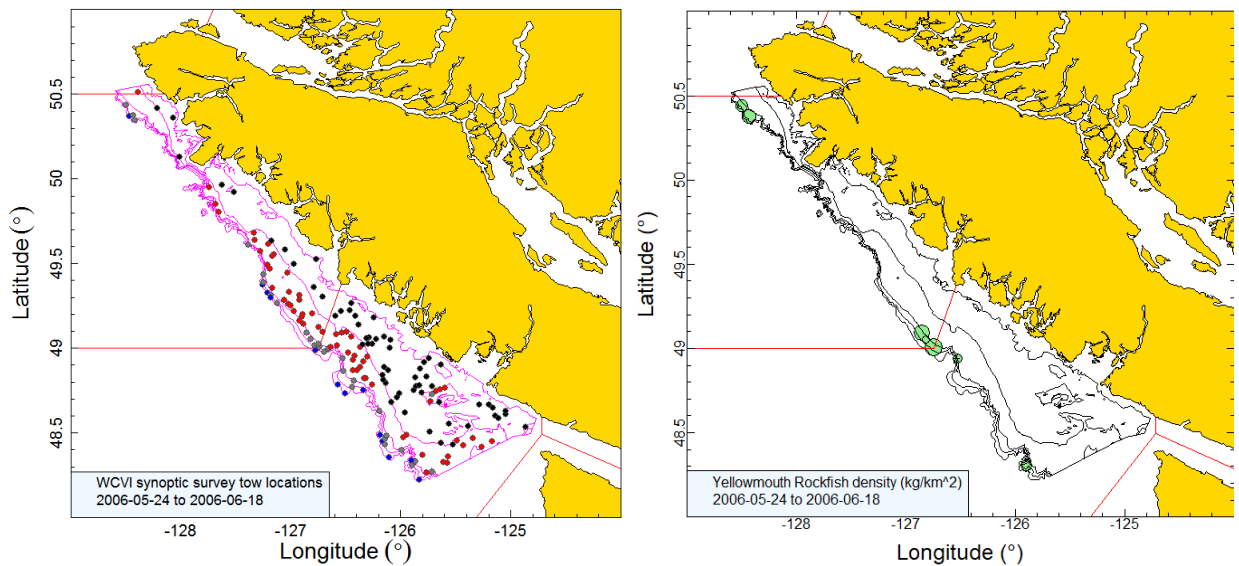 50.5
50
49.5
49
48.5
Latitude (°)
WCVI synoptic survey tow locations
2006-05-24 to 2006-06-18
-128
-127
-126
-125
Longitude (°)
50.5
50
49.5
49
48.5
Latitude (°)
Yellowmouth Rockfish density (kg/km^2)
2006-05-24 to 2006-06-18
-128
-127
-126
-125
Longitude (°)